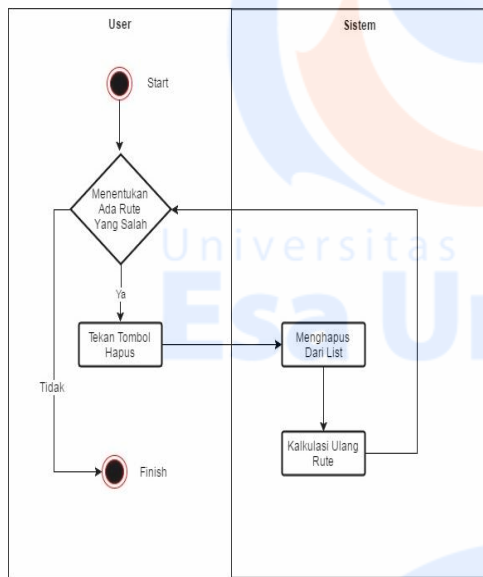 User
Sistem
Start
Menentukan
Ada Rute
Yang Salah
Universitas
Esa Un
Ya
Tekan Tombol
Hapus
Menghapus
Dari List
Tidak
Kalkulasi Ulang
Rute
Finish